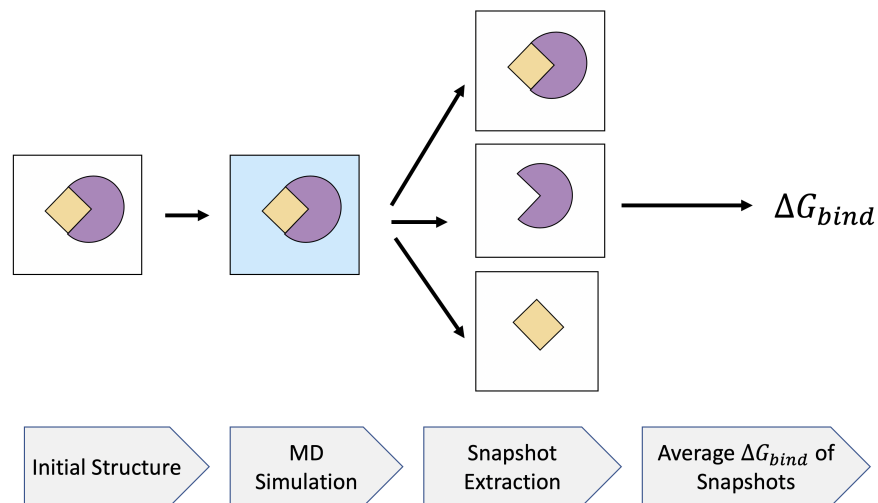 ΔG_bind
Initial Structure
MD
Simulation
Snapshot
Extraction
Average ΔG_bind of
Snapshots